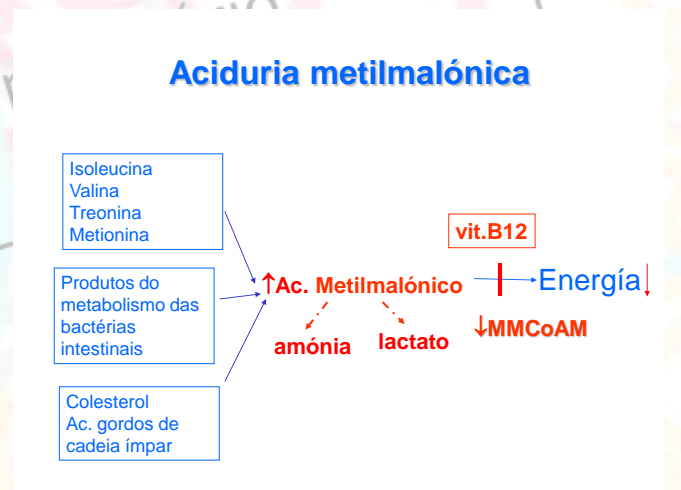 Aciduria metilmalónica
Isoleucina
Valina
Treonina
Metionina
vit.B12
Produtos do
metabolismo das
bactérias
intestinais
↑Ac. Metilmalónico
Energía↓
↓MMCoAM
amónia
lactato
Colesterol
Ac. gordos de
cadeia ímpar